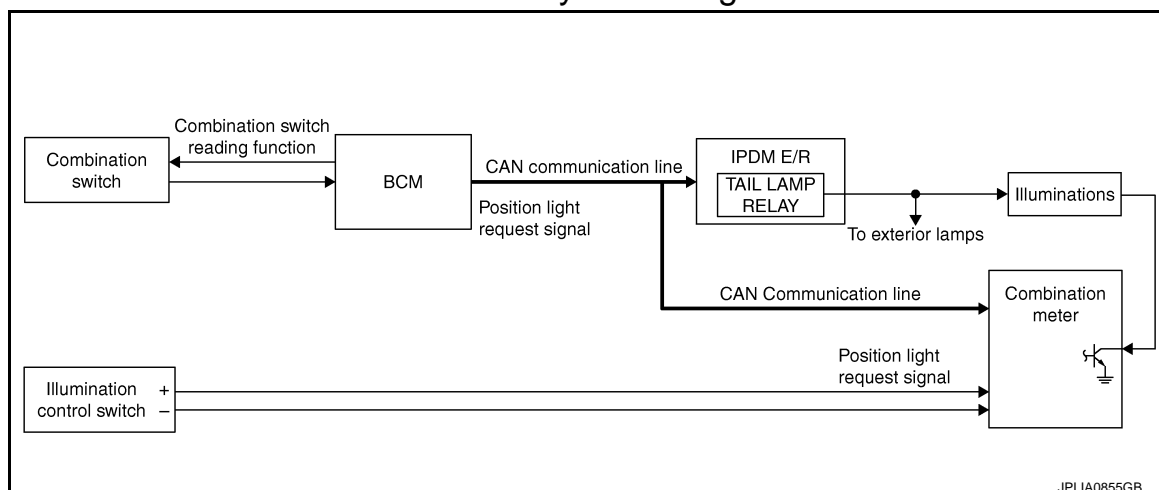 Combination switch
reading function
Combination
switch
BCM
CAN communication line
Position light
request signal
IPDM E/R
TAIL LAMP
RELAY
To exterior lamps
Illuminations
CAN Communication line
Combination
meter
Position light
request signal
Illumination
control switch
+
–
JPLIA0855GB